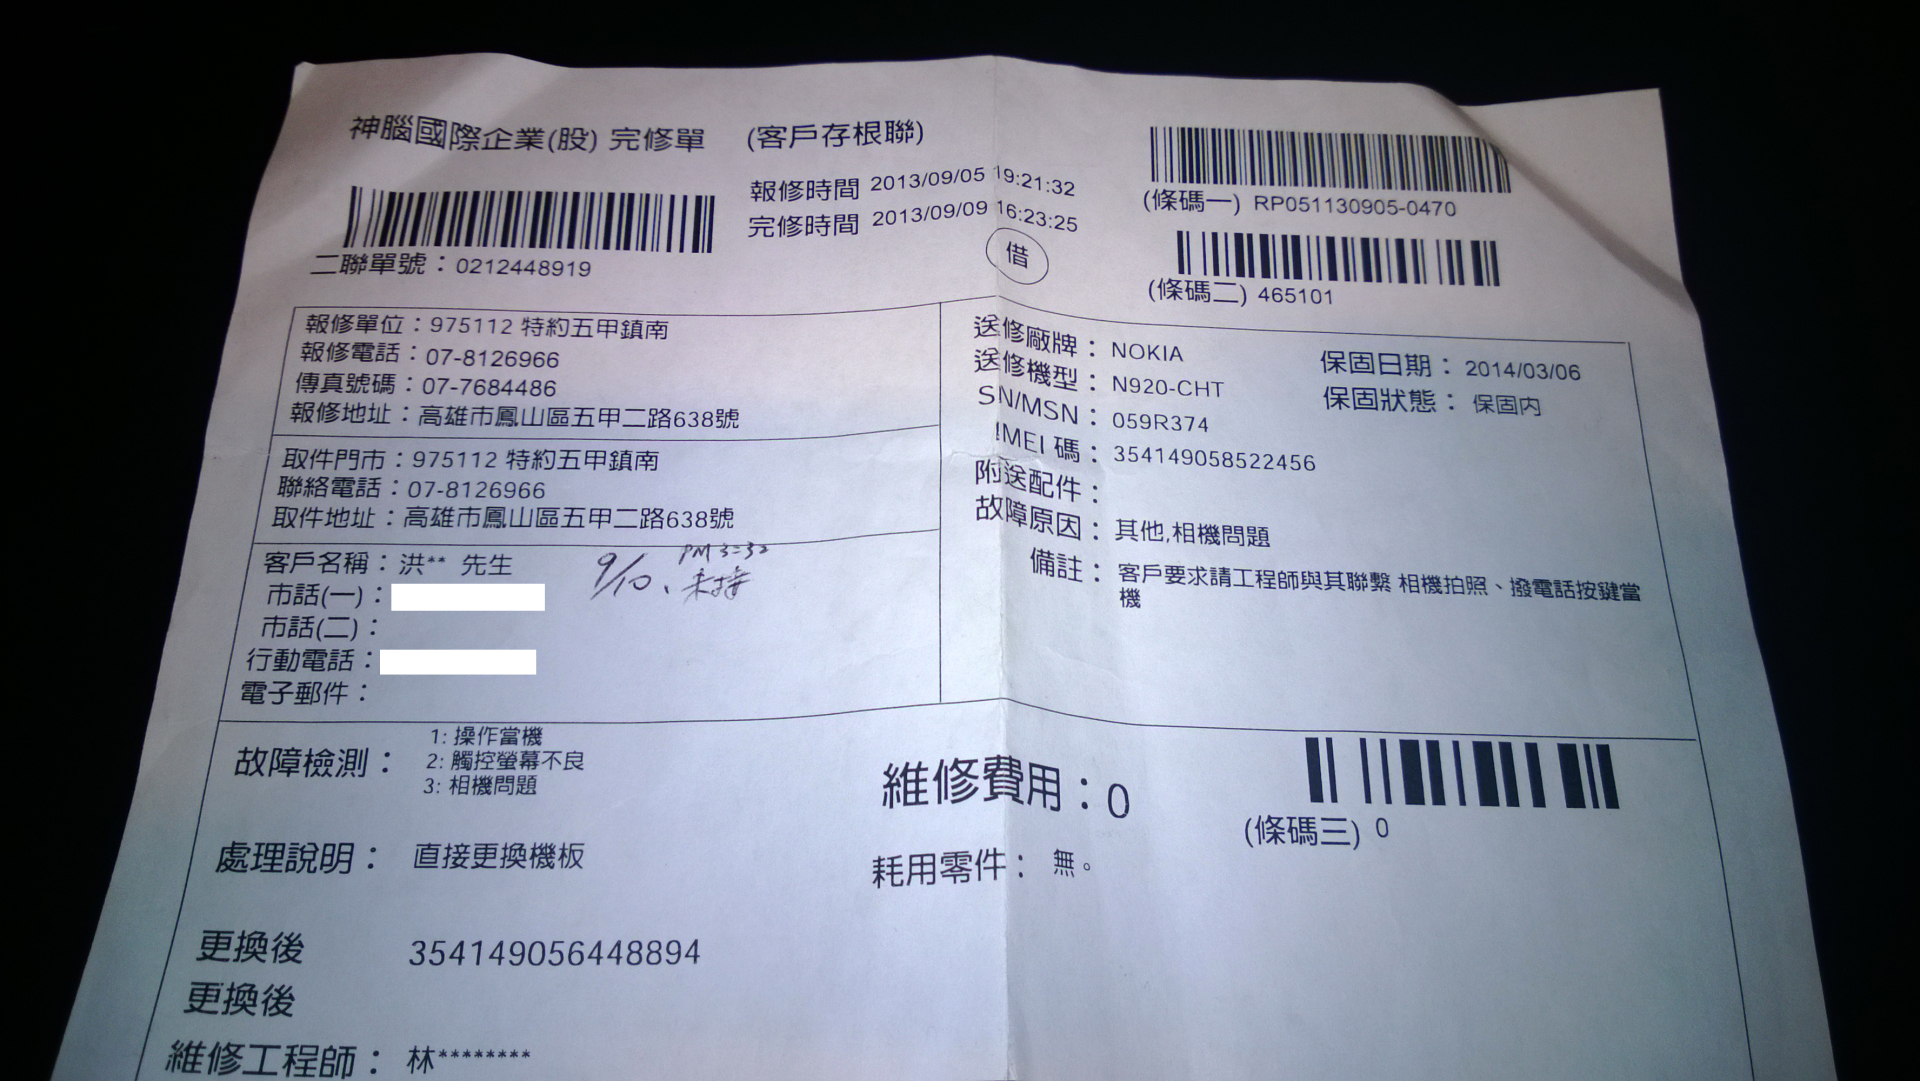 神腦國際企業(股) 完修單 (客戶存根聯)
報修時間 2013/09/05 19:21:32
完修時間 2013/09/09 16:23:25
借
二聯單號：0212448919
(條碼一) RP051130905-0470
(條碼二) 465101
報修單位：975112 特約五甲鎮南
報修電話：07-8126966
傳真號碼：07-7684486
報修地址：高雄市鳳山區五甲二路638號
取件門市：975112 特約五甲鎮南
聯絡電話：07-8126966
取件地址：高雄市鳳山區五甲二路638號
客戶名稱：洪** 先生
9/10、PM 3:32
未接
市話(一)：
市話(二)：
行動電話：
電子郵件：
送修廠牌：NOKIA
送修機型：N920-CHT
SN/MSN：059R374
IMEI 碼：354149058522456
附送配件：
故障原因：其他,相機問題
備註：客戶要求請工程師與其聯繫 相機拍照、撥電話按鍵當
機
保固日期：2014/03/06
保固狀態：保固內
故障檢測：
1: 操作當機
2: 觸控螢幕不良
3: 相機問題
維修費用：0
(條碼三) 0
處理說明：直接更換機板
耗用零件：無。
更換後 354149056448894
更換後
維修工程師：林********